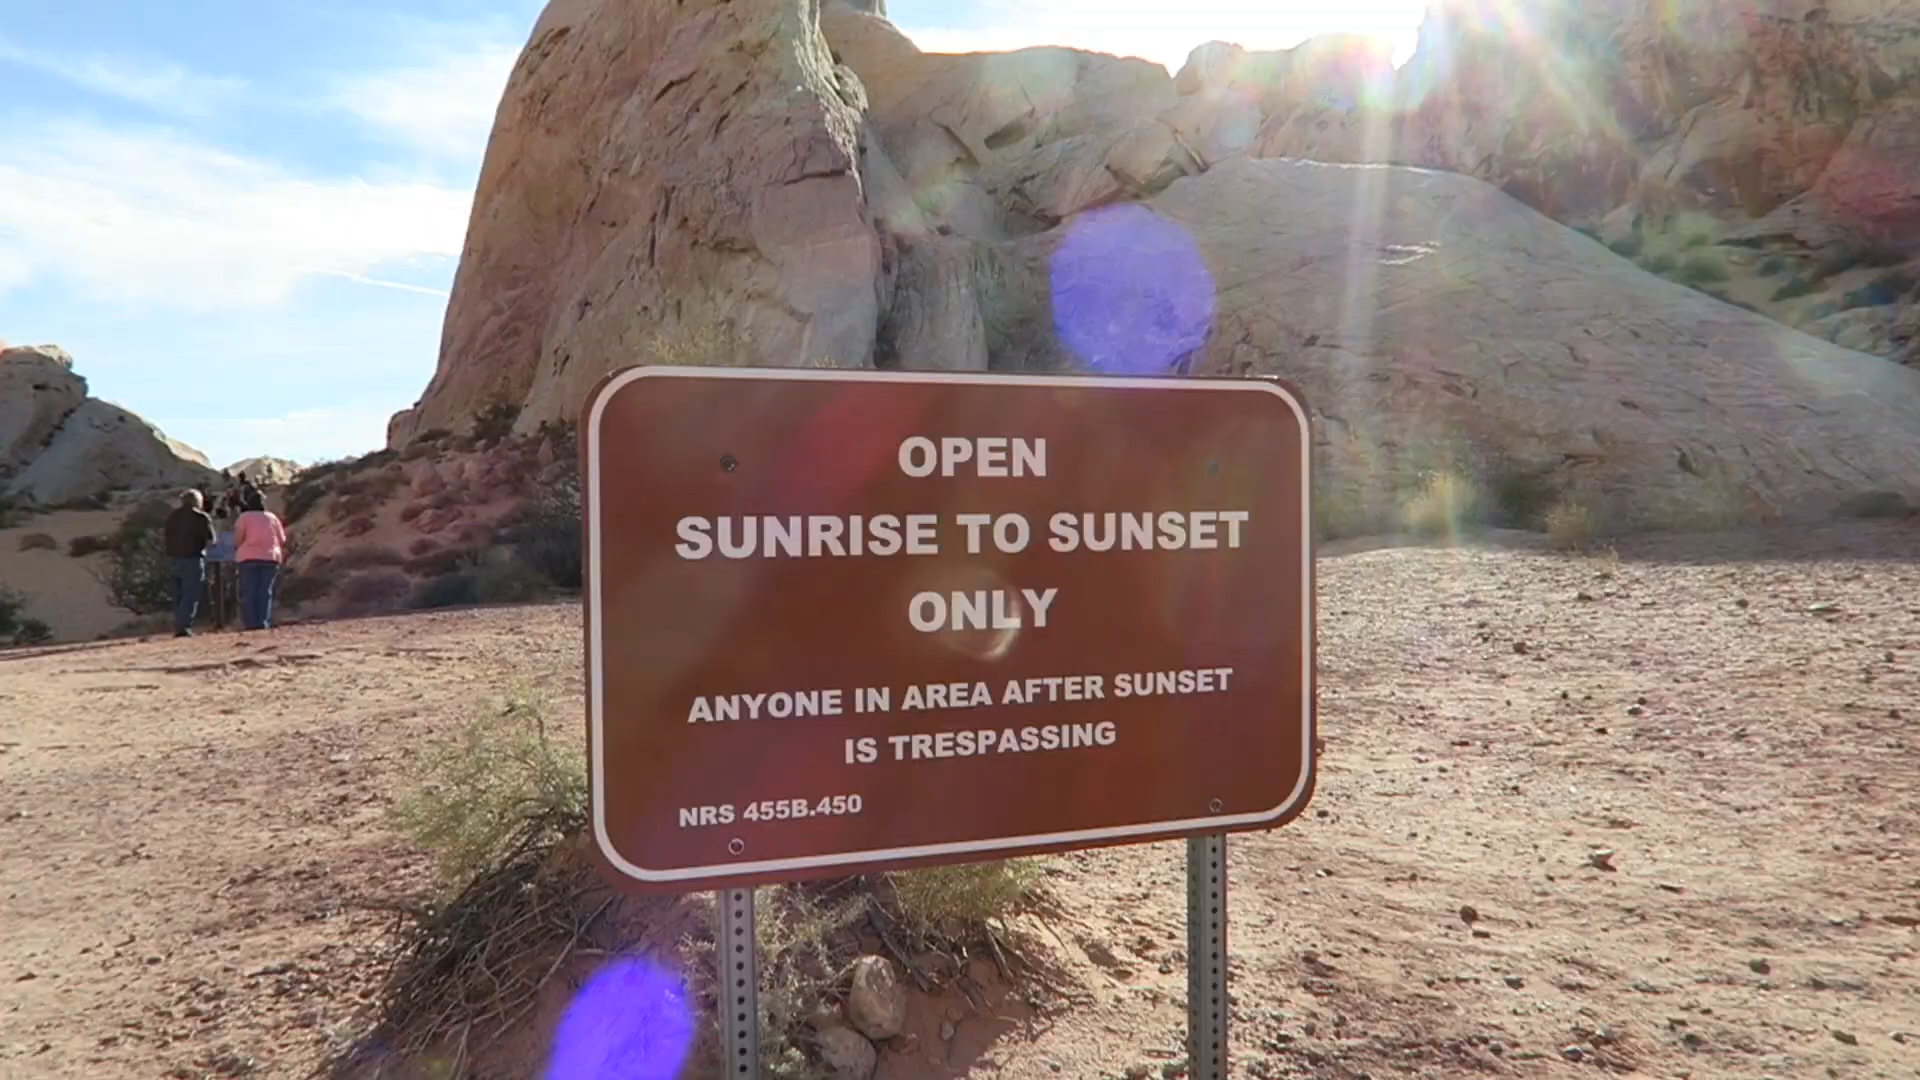 OPEN
SUNRISE TO SUNSET
ONLY
ANYONE IN AREA AFTER SUNSET
IS TRESPASSING
NRS 455B.450